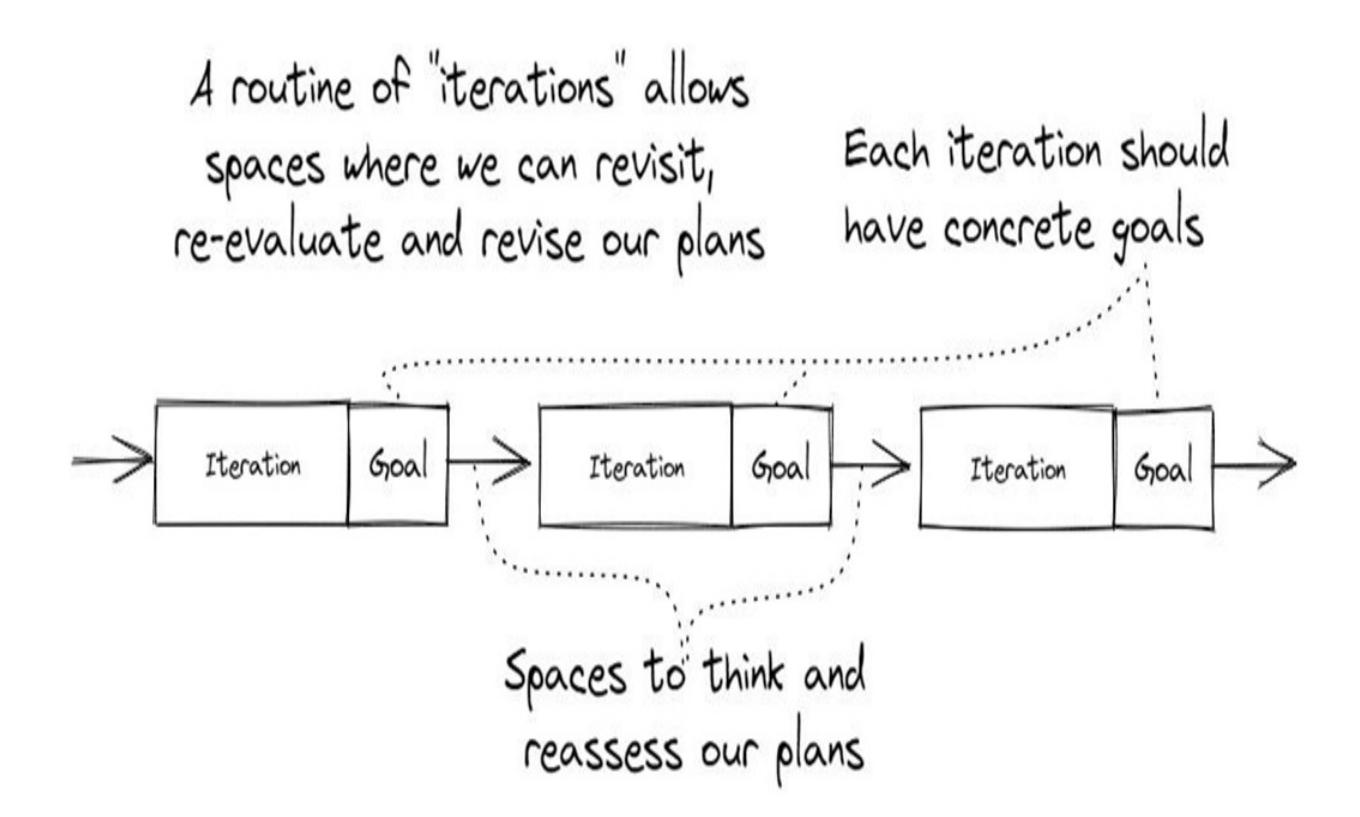 A routine of "iterations" allows
spaces where we can revisit,
re-evaluate and revise our plans
Each iteration should
have concrete goals
Iteration
Goal
Iteration
Goal
Iteration
Goal
Spaces to think and
reassess our plans